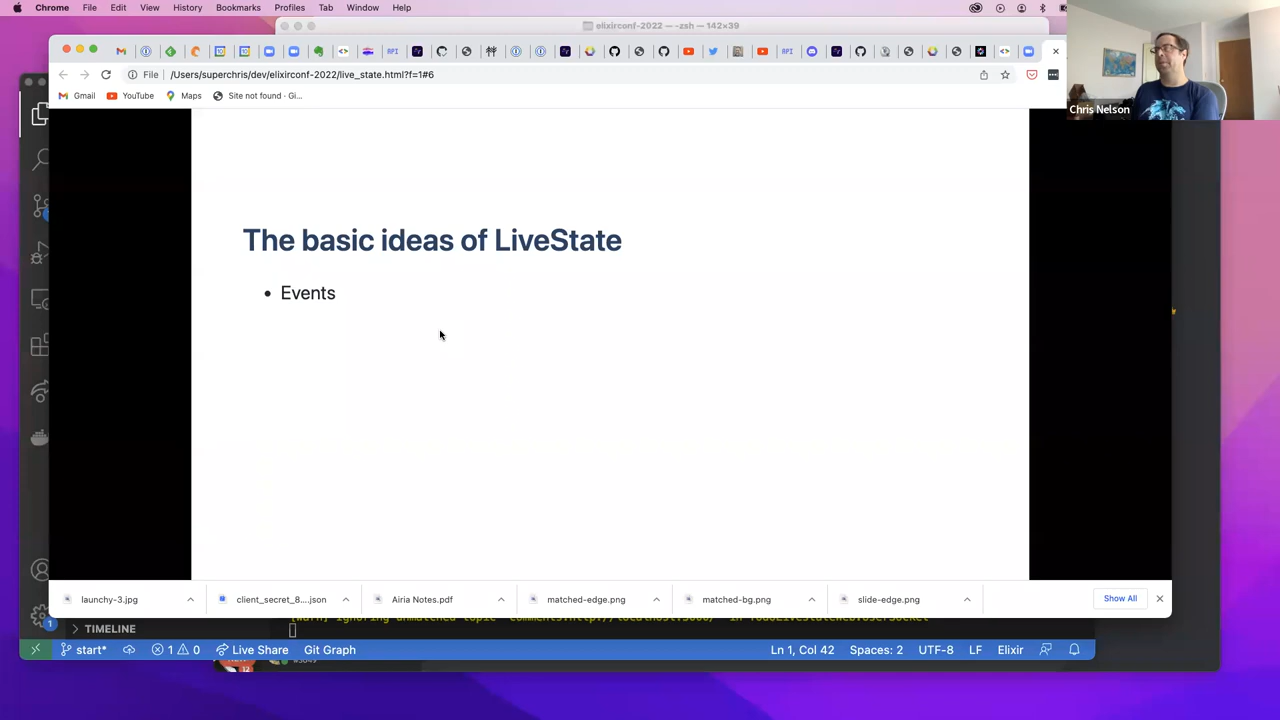 Chrome File Edit View History Bookmarks Profiles Tab Window Help
elixirconf-2022 — -zsh — 142×39
API
API
File /Users/superchris/dev/elixirconf-2022/live_state.html?f=1#6
Gmail YouTube Maps Site not found · Gi...
Chris Nelson
The basic ideas of LiveState
• Events
launchy-3.jpg client_secret_8....json Airia Notes.pdf matched-edge.png matched-bg.png slide-edge.png Show All
1
TIMELINE
start* 1 0 Live Share Git Graph Ln 1, Col 42 Spaces: 2 UTF-8 LF Elixir
12